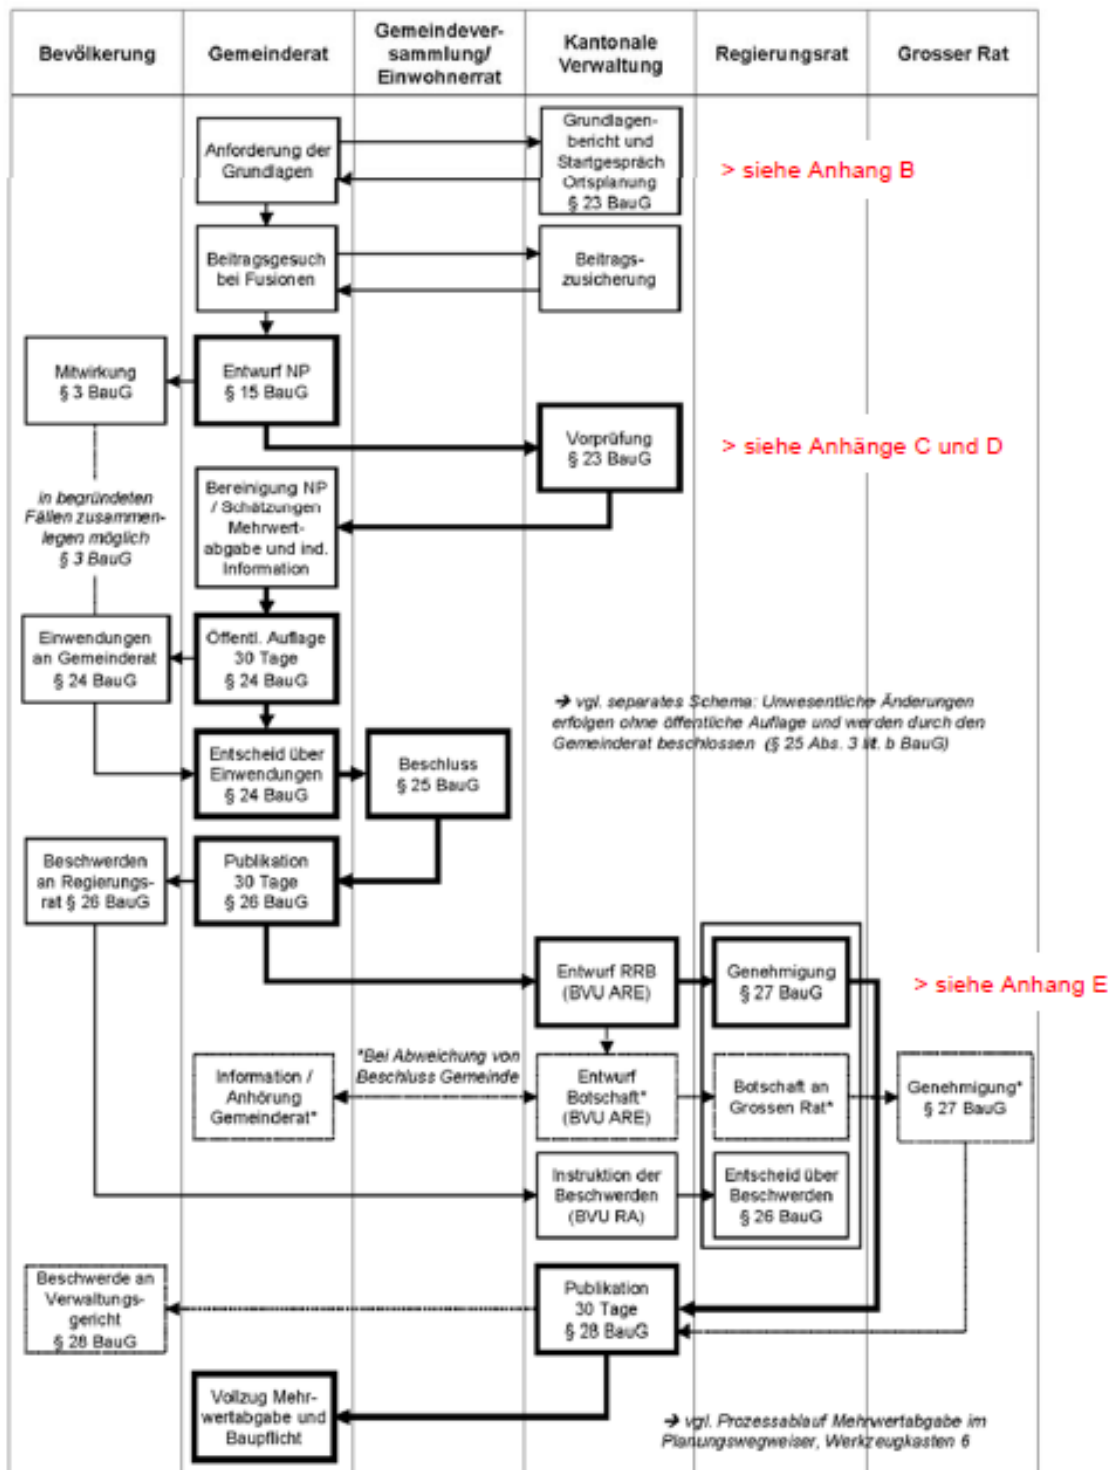 Bevölkerung
Gemeinderat
Gemeindever-
sammlung/
Einwohnerrat
Kantonale
Verwaltung
Regierungsrat
Grosser Rat
Anforderung der
Grundlagen
Grundlagen-
bericht und
Startgespräch
Ortsplanung
§ 23 BauG
> siehe Anhang B
Beitragsgesuch
bei Fusionen
Beitrags-
zusicherung
Mitwirkung
§ 3 BauG
Entwurf NP
§ 15 BauG
Vorprüfung
§ 23 BauG
> siehe Anhänge C und D
in begründeten
Fällen zusammen-
legen möglich
§ 3 BauG
Bereinigung NP
/ Schätzungen
Mehrwert-
abgabe und ind.
Information
Einwendungen
an Gemeinderat
§ 24 BauG
Öffentl. Auflage
30 Tage
§ 24 BauG
➔ vgl. separates Schema: Unwesentliche Änderungen
erfolgen ohne öffentliche Auflage und werden durch den
Gemeinderat beschlossen (§ 25 Abs. 3 lit. b BauG)
Entscheid über
Einwendungen
§ 24 BauG
Beschluss
§ 25 BauG
Beschwerden
an Regierungs-
rat § 26 BauG
Publikation
30 Tage
§ 26 BauG
Entwurf RRB
(BVU ARE)
Genehmigung
§ 27 BauG
> siehe Anhang E
Information /
Anhörung
Gemeinderat*
*Bei Abweichung von
Beschluss Gemeinde
Entwurf
Botschaft*
(BVU ARE)
Botschaft an
Grossen Rat*
Genehmigung*
§ 27 BauG
Instruktion der
Beschwerden
(BVU RA)
Entscheid über
Beschwerden
§ 26 BauG
Beschwerde an
Verwaltungs-
gericht
§ 28 BauG
Publikation
30 Tage
§ 28 BauG
Vollzug Mehr-
wertabgabe und
Baupflicht
➔ vgl. Prozessablauf Mehrwertabgabe im
Planungswegweiser, Werkzeugkasten 6